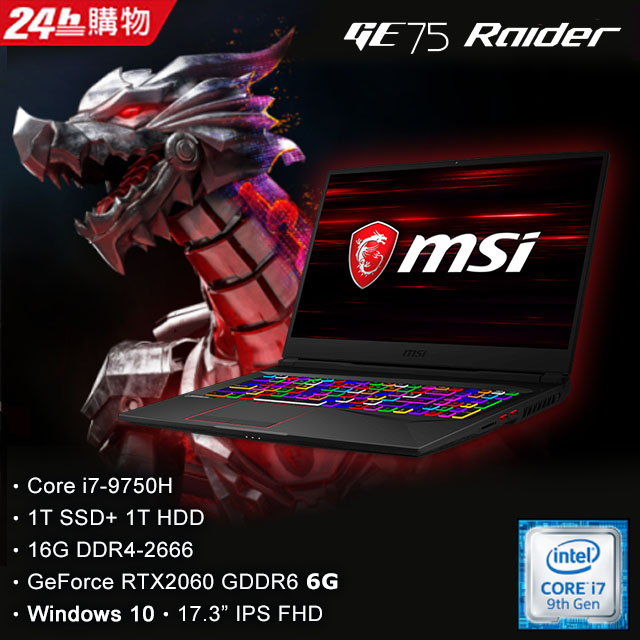 24h購物
GE75 Raider
msi
msi
• Core i7-9750H
• 1T SSD+ 1T HDD
• 16G DDR4-2666
• GeForce RTX2060 GDDR6 6G
• Windows 10 • 17.3” IPS FHD
intel
CORE i7
9th Gen